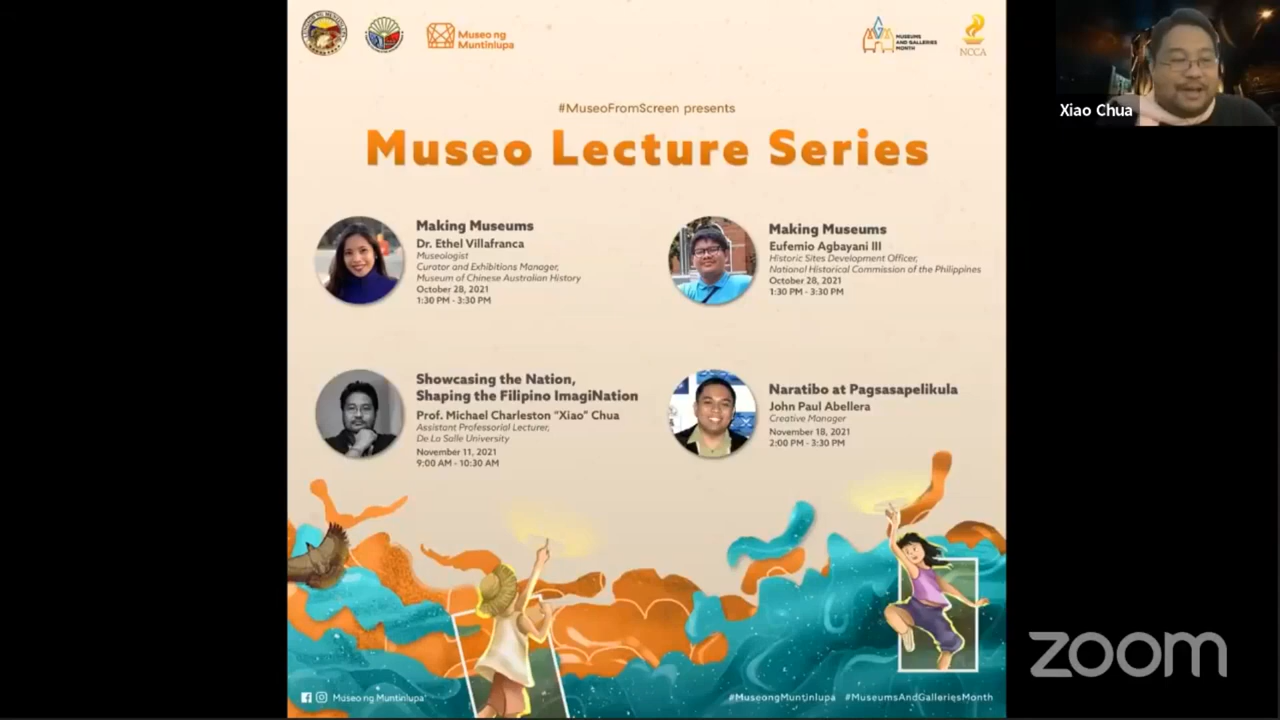 Museo ng
Muntinlupa
MUSEUMS
AND GALLERIES
MONTH
NCCA
Xiao Chua
#MuseoFromScreen presents
Museo Lecture Series
Making Museums
Dr. Ethel Villafranca
Museologist
Curator and Exhibitions Manager,
Museum of Chinese Australian History
October 28, 2021
1:30 PM - 3:30 PM
Making Museums
Eufemio Agbayani III
Historic Sites Development Officer,
National Historical Commission of the Philippines
October 28, 2021
1:30 PM - 3:30 PM
Showcasing the Nation,
Shaping the Filipino ImagiNation
Prof. Michael Charleston "Xiao" Chua
Assistant Professorial Lecturer,
De La Salle University
November 11, 2021
9:00 AM - 10:30 AM
Naratibo at Pagsasapelikula
John Paul Abellera
Creative Manager
November 18, 2021
2:00 PM - 3:30 PM
zoom
Museo ng Muntinlupa
#MuseongMuntinlupa #MuseumsAndGalleriesMonth